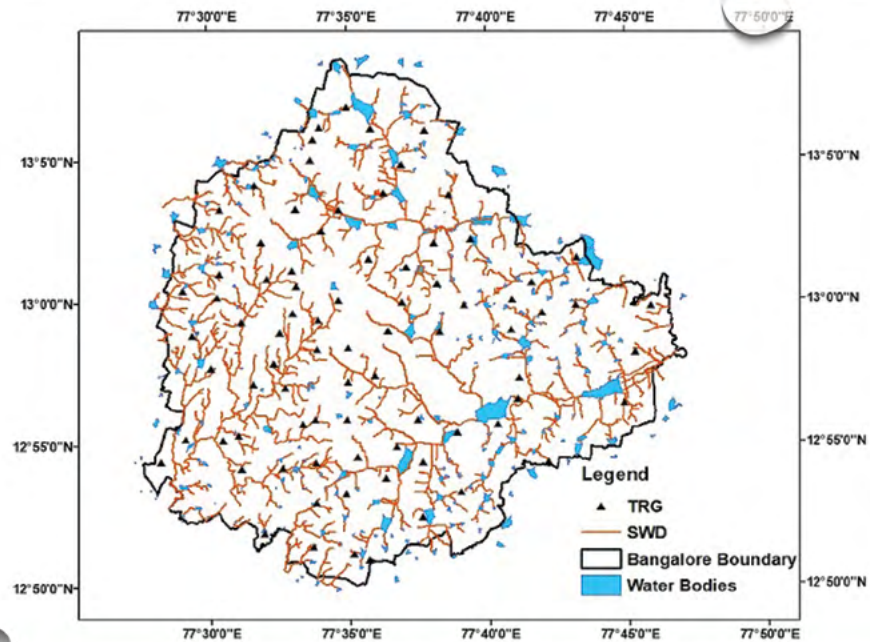 77°30'0"E 77°35'0"E 77°40'0"E 77°45'0"E 77°50'0"E
13°5'0"N 13°5'0"N
13°0'0"N 13°0'0"N
12°55'0"N 12°55'0"N
Legend
TRG
SWD
Bangalore Boundary
Water Bodies
12°50'0"N 12°50'0"N
77°30'0"E 77°35'0"E 77°40'0"E 77°45'0"E 77°50'0"E